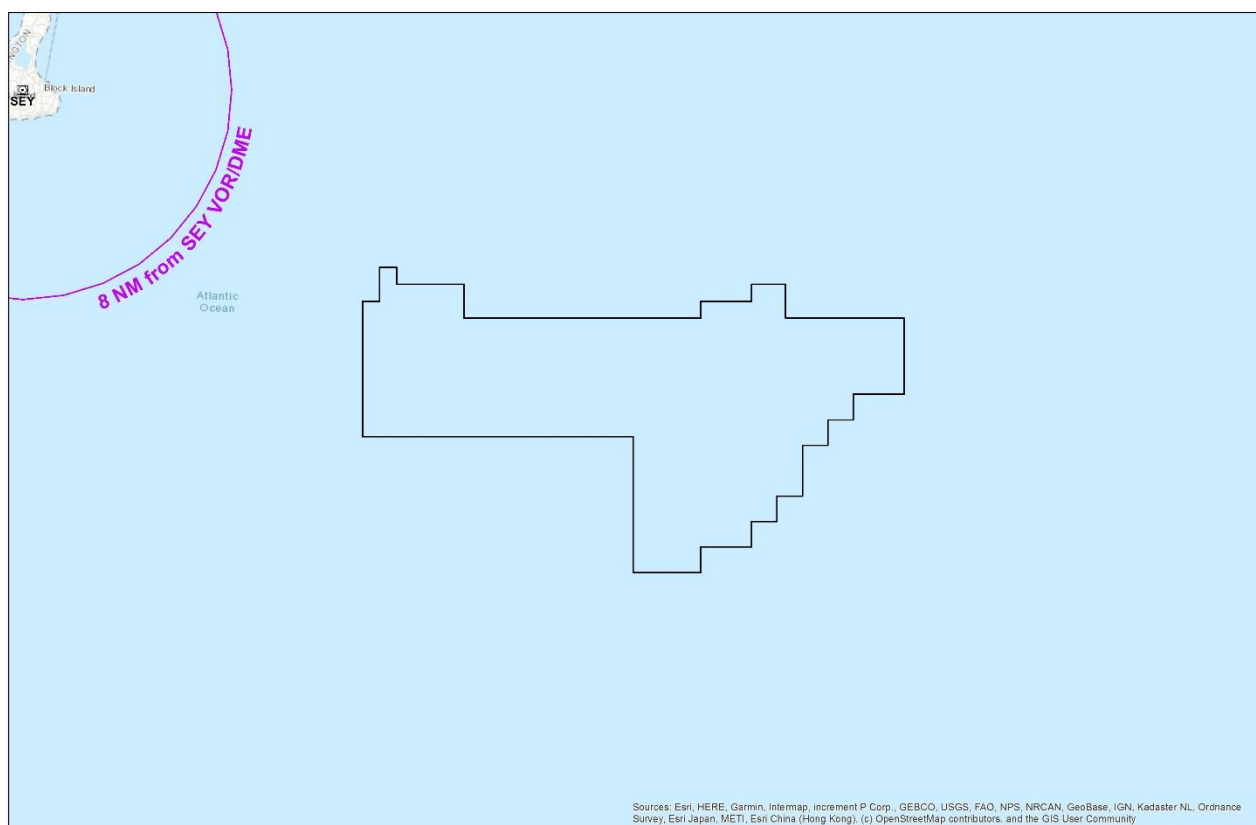 NGTON
Block Island
SEY
8 NM from SEY VOR/DME
Atlantic
Ocean
Sources: Esri, HERE, Garmin, Intermap, increment P Corp., GEBCO, USGS, FAO, NPS, NRCAN, GeoBase, IGN, Kadaster NL, Ordnance
Survey, Esri Japan, METI, Esri China (Hong Kong), (c) OpenStreetMap contributors, and the GIS User Community